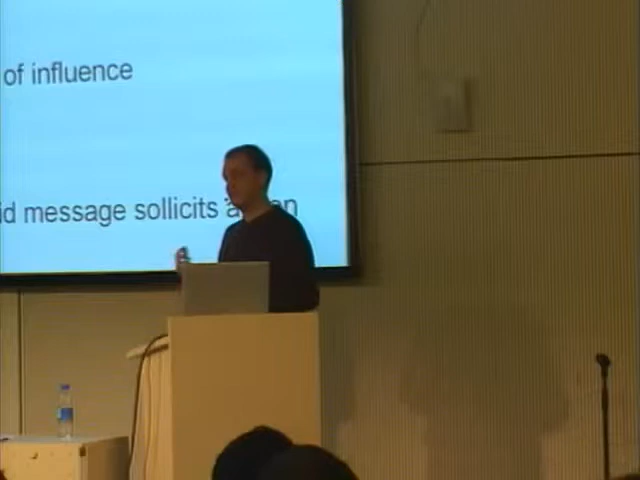 of influence
id message sollicits